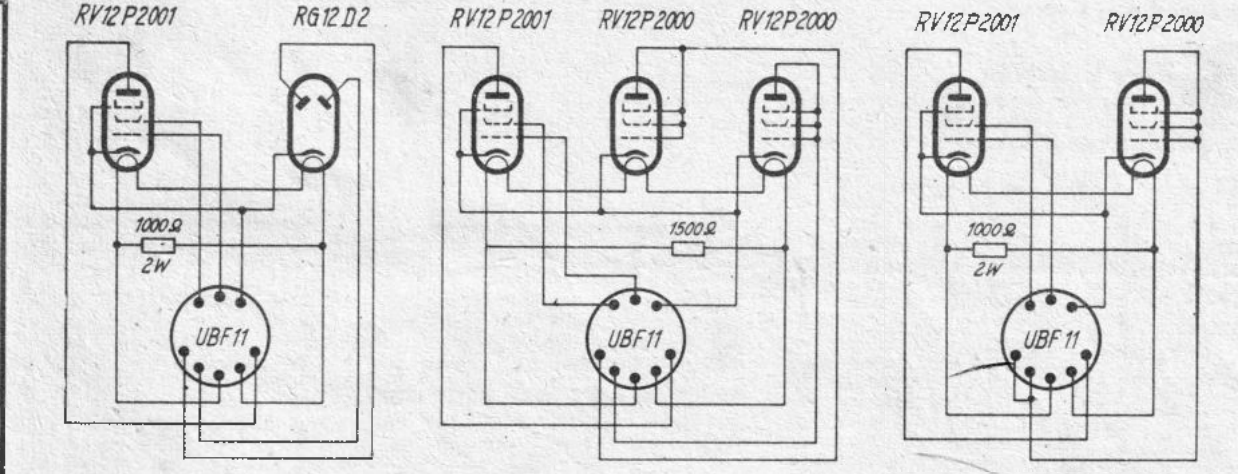 RV12P2001 RG12D2 RV12P2001 RV12P2000 RV12P2000 RV12P2001 RV12P2000
1000Ω
2W
UBF11
1500Ω
UBF11
1000Ω
2W
UBF11